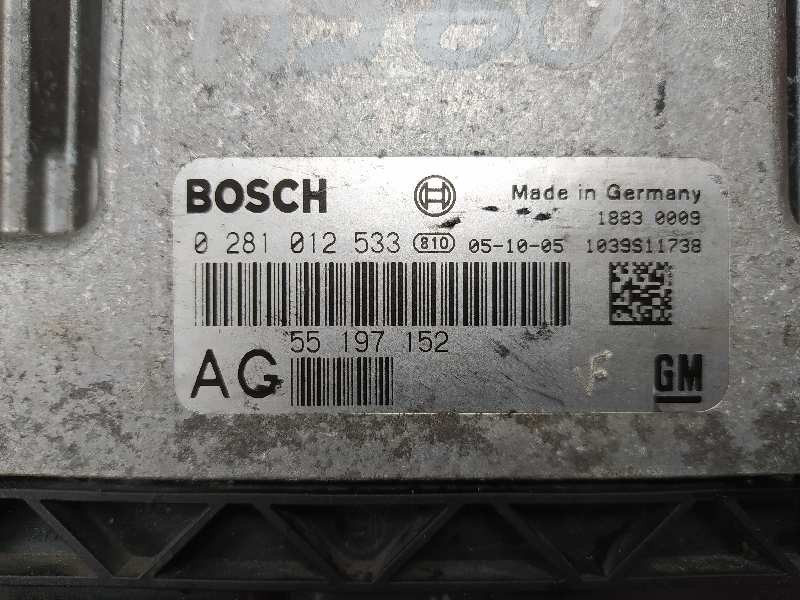 BOSCH
Made in Germany
1883 0009
0 281 012 533 810 05-10-05 1039S11738
55 197 152
AG
F
GM